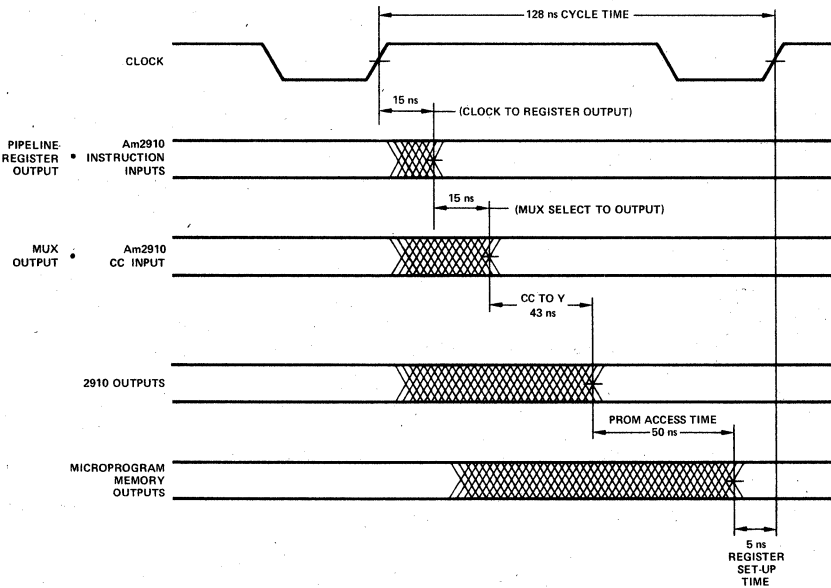 128 ns CYCLE TIME
CLOCK
15 ns
(CLOCK TO REGISTER OUTPUT)
PIPELINE
REGISTER
OUTPUT
•
Am2910
INSTRUCTION
INPUTS
15 ns
(MUX SELECT TO OUTPUT)
MUX
OUTPUT
•
Am2910
CC INPUT
CC TO Y
43 ns
2910 OUTPUTS
PROM ACCESS TIME
50 ns
MICROPROGRAM
MEMORY
OUTPUTS
5 ns
REGISTER
SET-UP
TIME